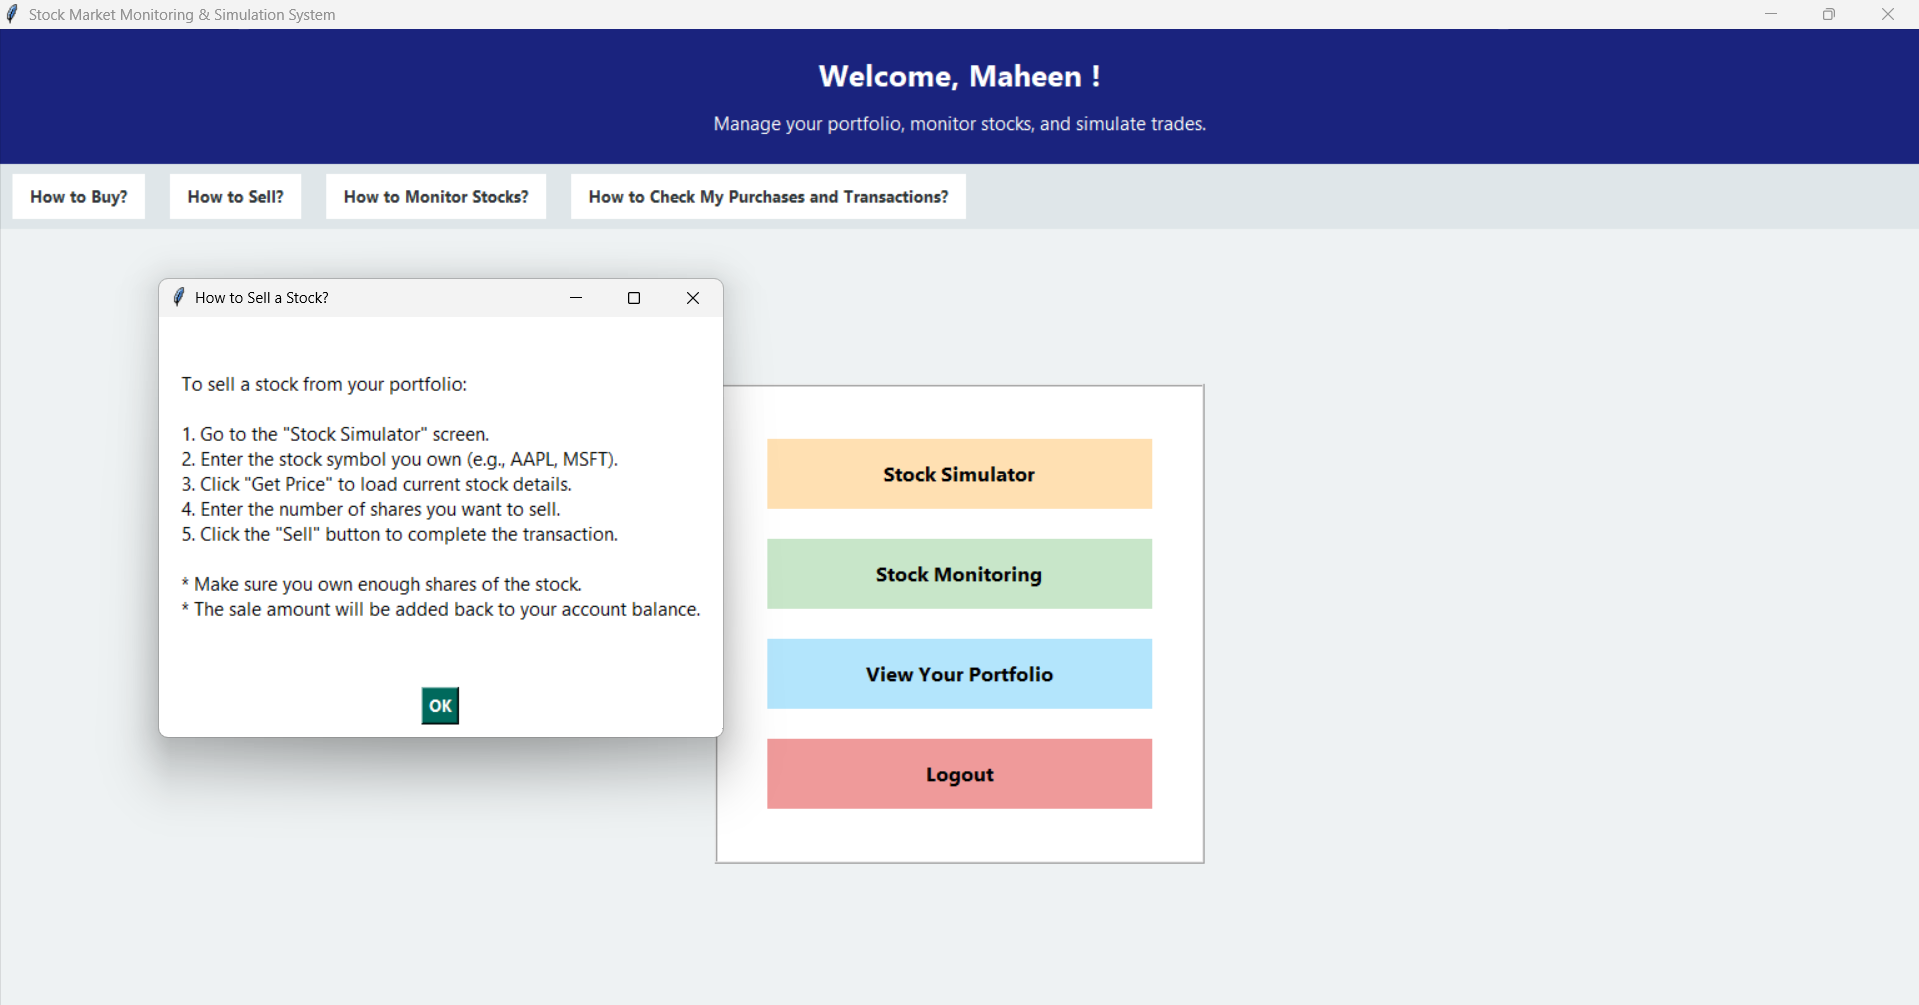 Stock Market Monitoring & Simulation System
Welcome, Maheen !
Manage your portfolio, monitor stocks, and simulate trades.
How to Buy?
How to Sell?
How to Monitor Stocks?
How to Check My Purchases and Transactions?
How to Sell a Stock?
To sell a stock from your portfolio:
1. Go to the "Stock Simulator" screen.
2. Enter the stock symbol you own (e.g., AAPL, MSFT).
3. Click "Get Price" to load current stock details.
4. Enter the number of shares you want to sell.
5. Click the "Sell" button to complete the transaction.
* Make sure you own enough shares of the stock.
* The sale amount will be added back to your account balance.
OK
Stock Simulator
Stock Monitoring
View Your Portfolio
Logout